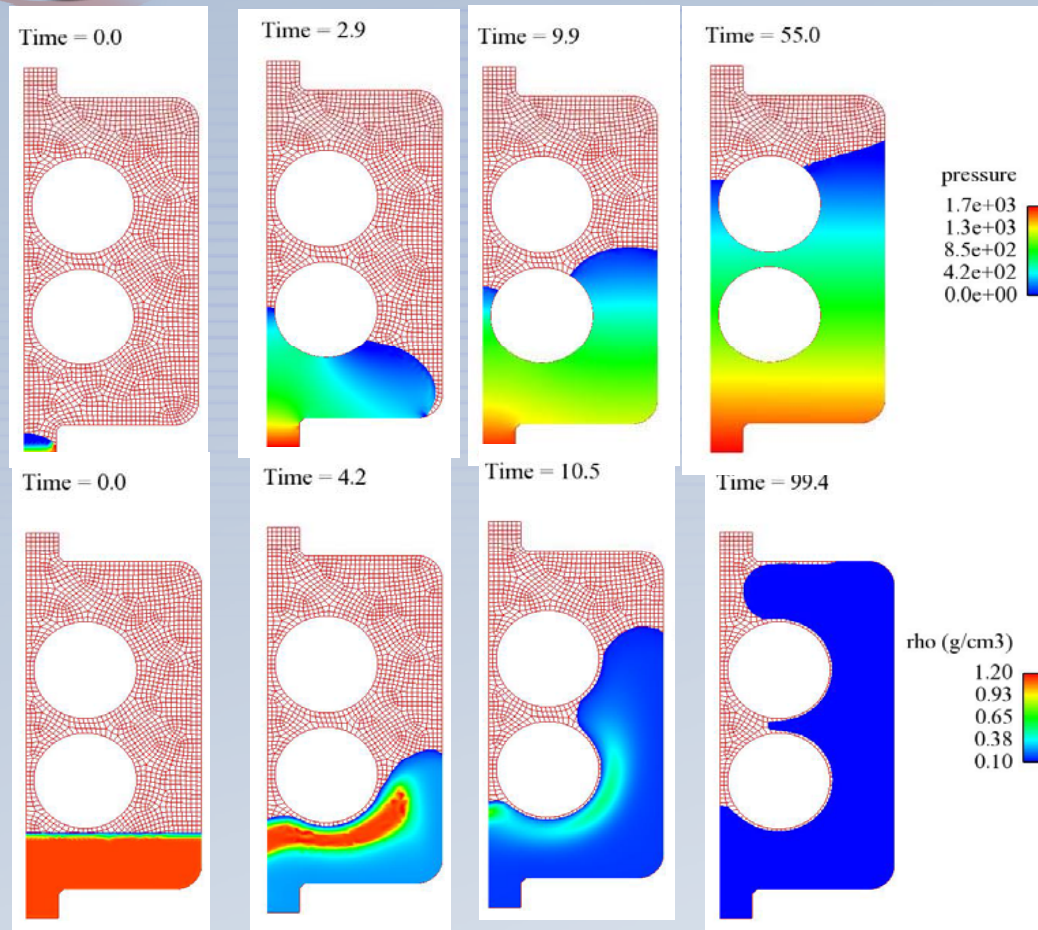 Time = 0.0
Time = 2.9
Time = 9.9
Time = 55.0
pressure
1.7e+03
1.3e+03
8.5e+02
4.2e+02
0.0e+00
Time = 0.0
Time = 4.2
Time = 10.5
Time = 99.4
rho (g/cm3)
1.20
0.93
0.65
0.38
0.10